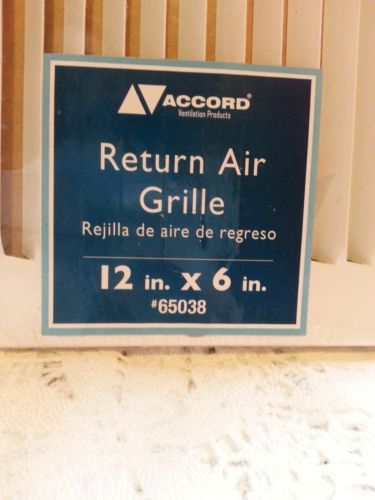 ACCORD®
Ventilation Products
Return Air
Grille
Rejilla de aire de regreso
12 in. x 6 in.
#65038